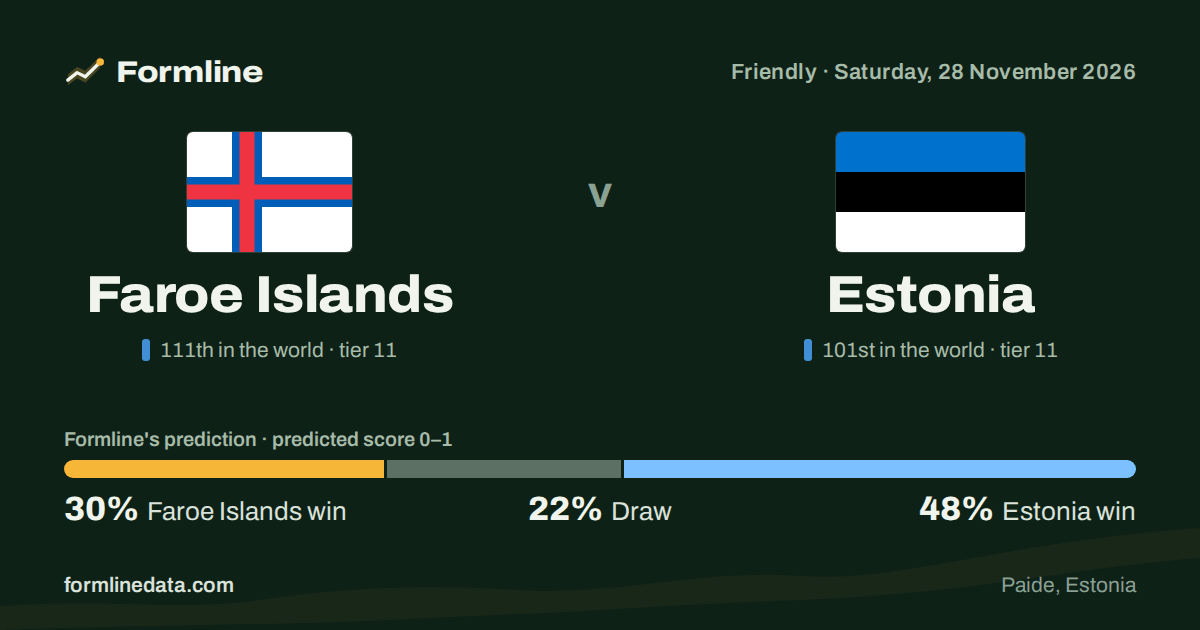 Formline
Friendly · Saturday, 28 November 2026
v
Faroe Islands
Estonia
111th in the world · tier 11
101st in the world · tier 11
Formline's prediction · predicted score 0–1
30% Faroe Islands win
22% Draw
48% Estonia win
formlinedata.com
Paide, Estonia